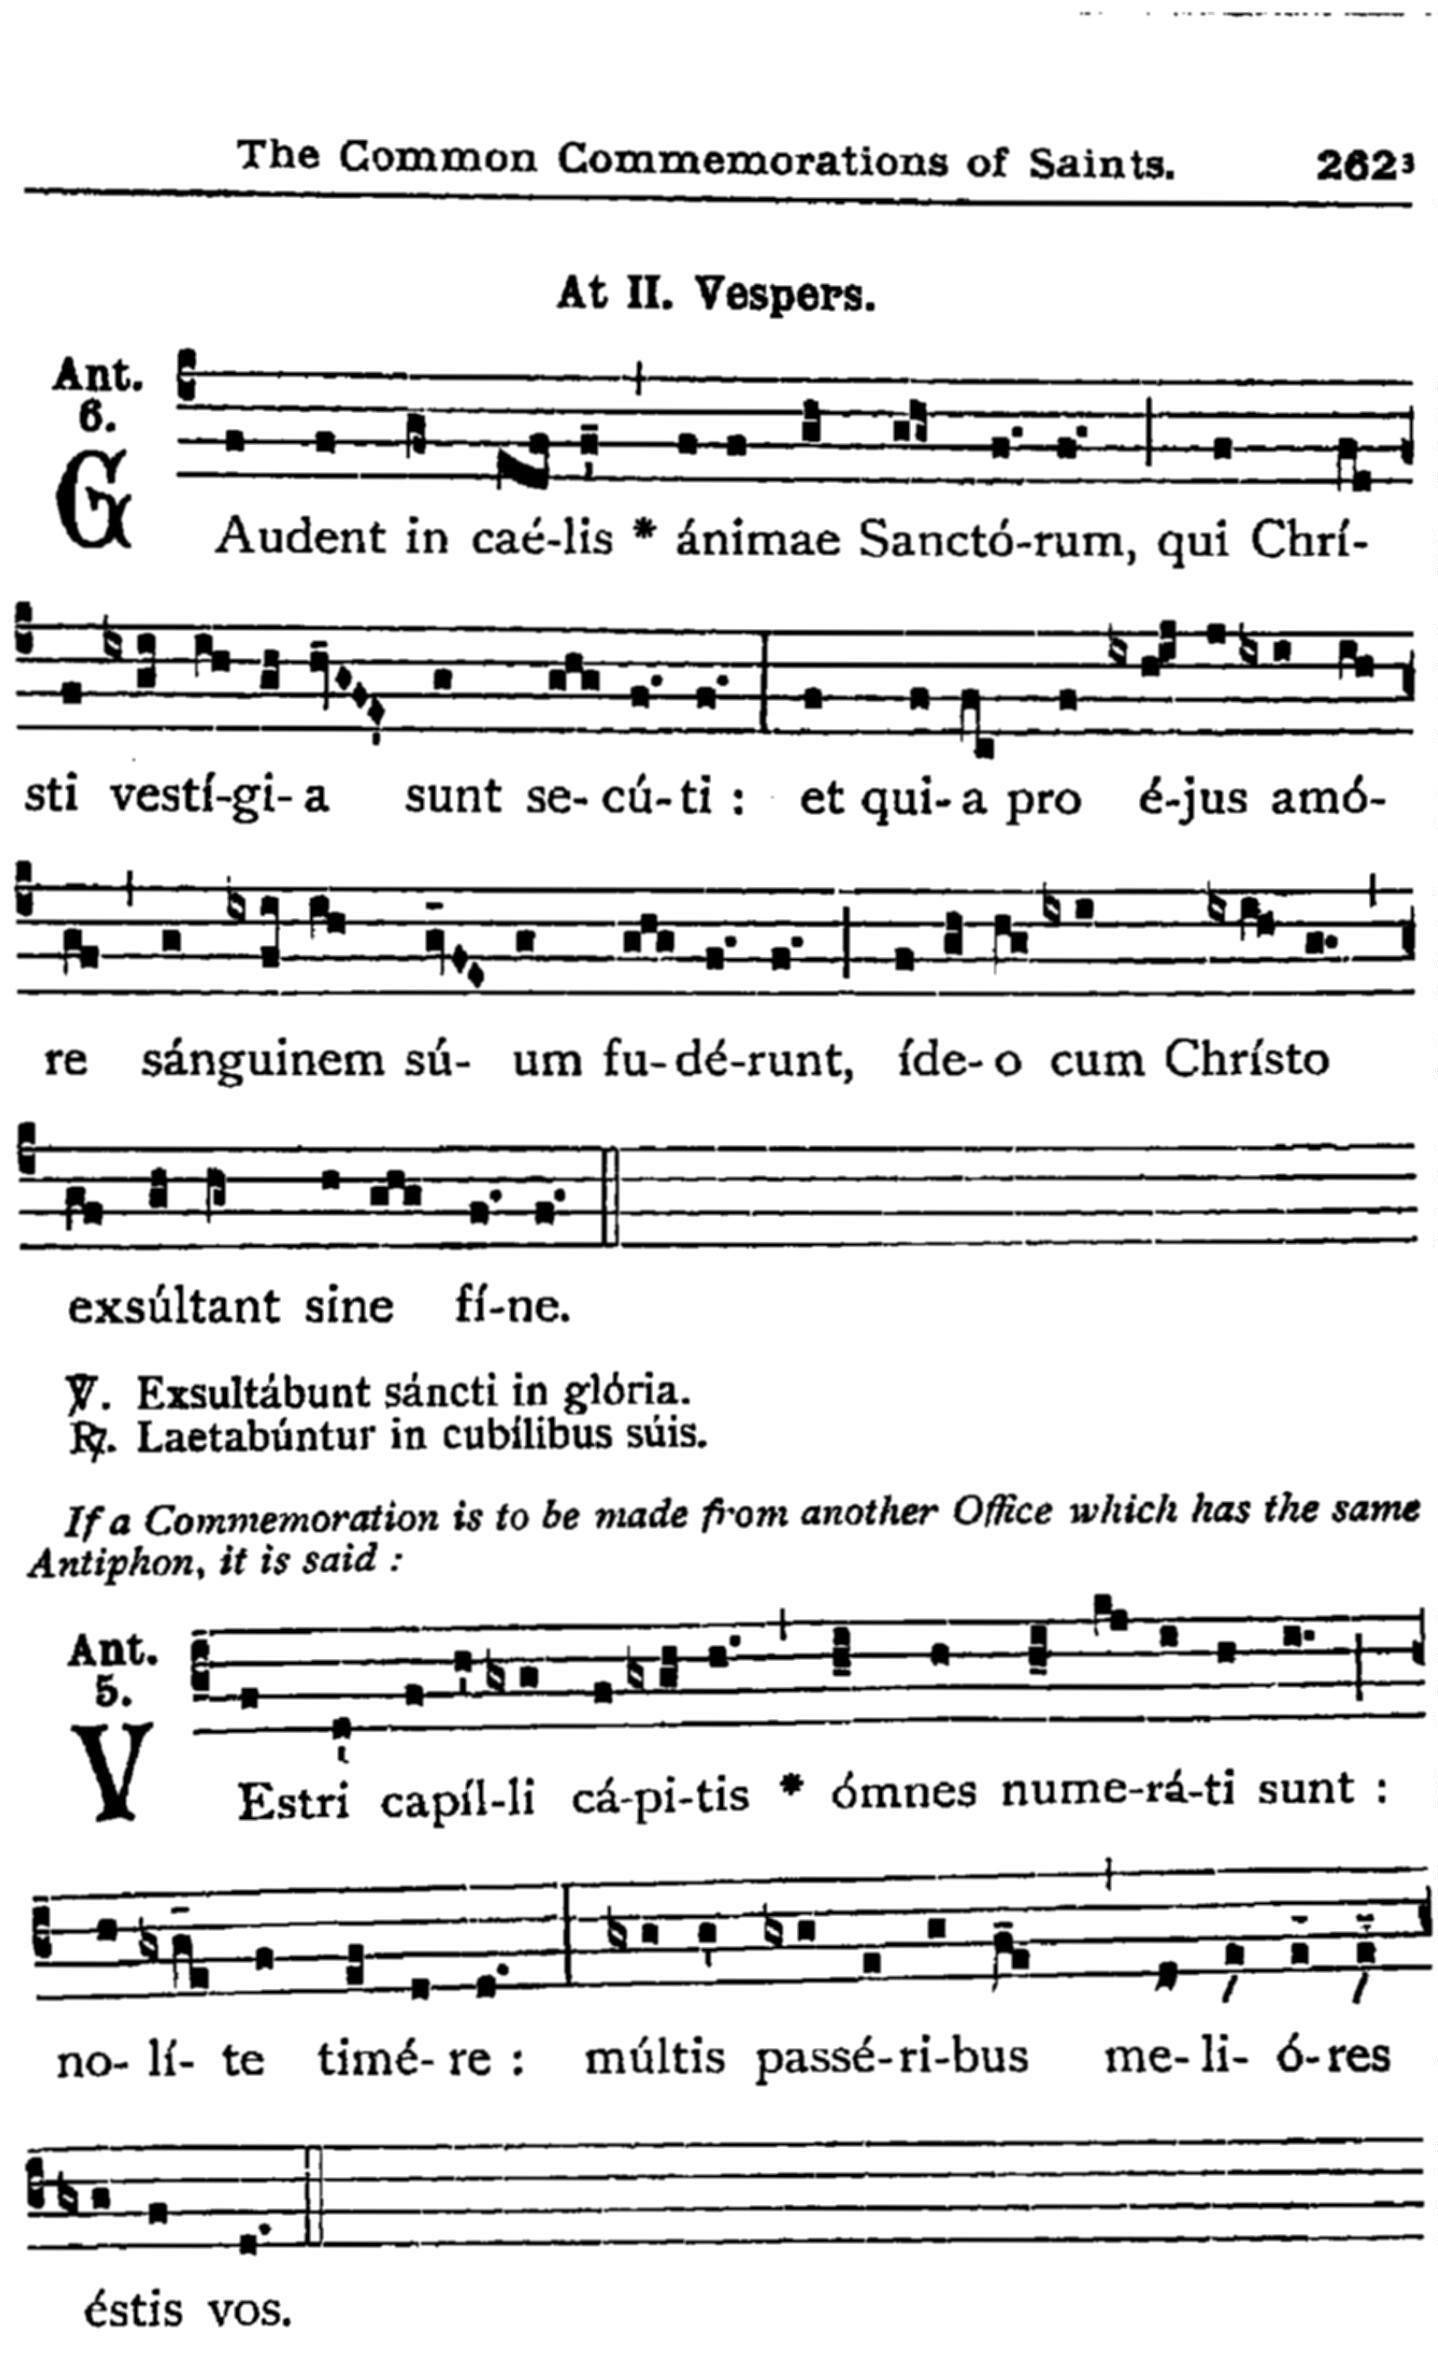 The Common Commemorations of Saints. 262³
At II. Vespers.
Ant.
6.
GAudent in caé-lis * ánimae Sanctó-rum, qui Chrí-
sti vestí-gi-a sunt se-cú-ti : et qui-a pro é-jus amó-
re sánguinem sú- um fu-dé-runt, íde-o cum Christo
exsúltant sine fí-ne.
℣. Exsultábunt sáncti in glória.
℟. Laetabúntur in cubílibus súis.
If a Commemoration is to be made from another Office which has the same
Antiphon, it is said :
Ant.
5.
VEstri capíl-li cá-pi-tis * ómnes nume-rá-ti sunt :
no- lí- te timé-re : múltis passé-ri-bus me-li- ó-res
éstis vos.